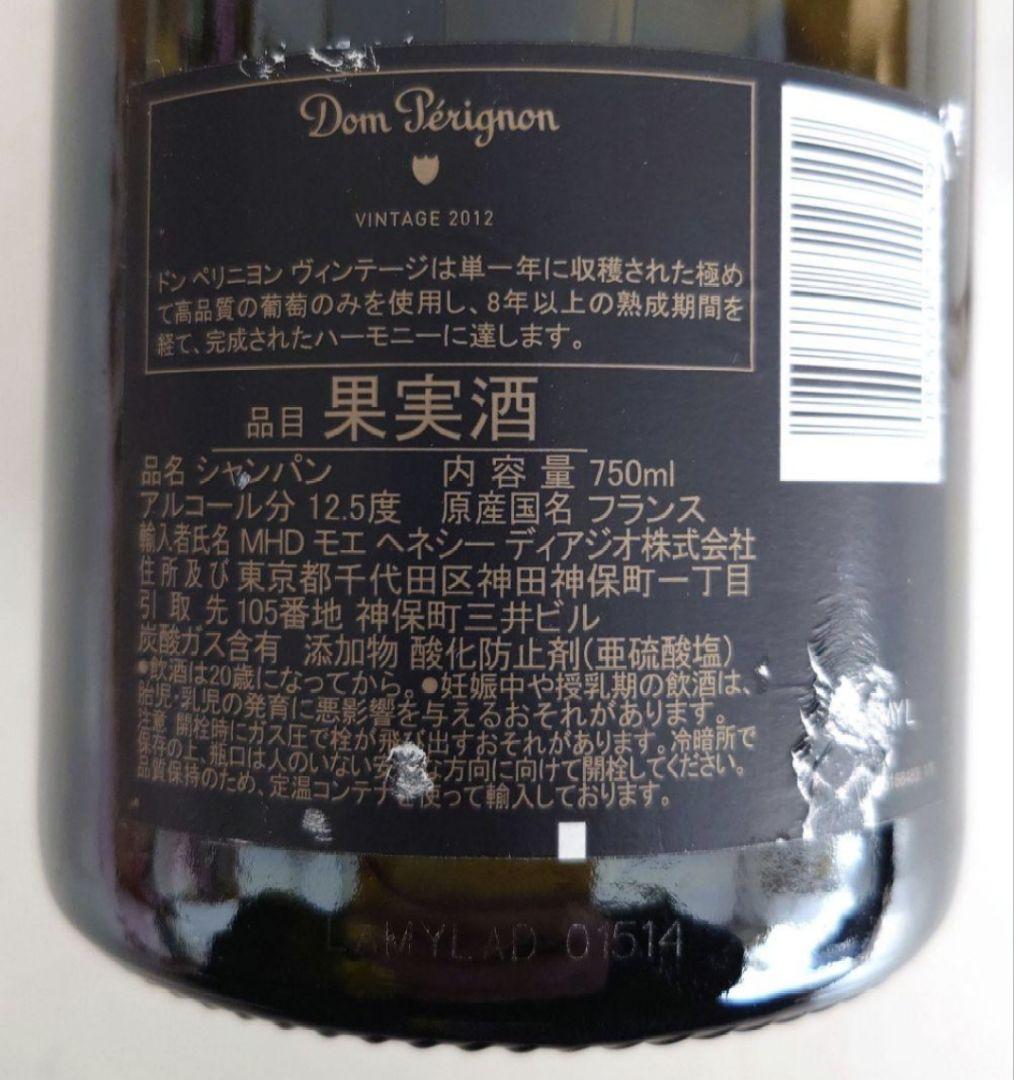 Dom Pérignon
VINTAGE 2012
ドン ペリニヨン ヴィンテージは単一年に収穫された極め
て高品質の葡萄のみを使用し、8年以上の熟成期間を
経て、完成されたハーモニーに達します。
品目 果実酒
品名 シャンパン 内容量 750ml
アルコール分 12.5度 原産国名 フランス
輸入者氏名 MHD モエ ヘネシー ディアジオ株式会社
住所及び 東京都千代田区神田神保町一丁目
引取先 105番地 神保町三井ビル
炭酸ガス含有 添加物 酸化防止剤(亜硫酸塩)
●飲酒は20歳になってから。●妊娠中や授乳期の飲酒は、
胎児・乳児の発育に悪影響を与えるおそれがあります。
注意 開栓時にガス圧で栓が飛び出すおそれがあります。冷暗所で
保存の上、瓶口は人のいない な方向に向けて開栓してください。
品質保持のため、定温コンテナを使って輸入しております。
LAMYLAD 01514